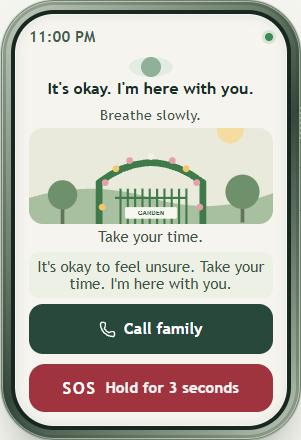 11:00 PM
It's okay. I'm here with you.
Breathe slowly.
GARDEN
Take your time.
It's okay to feel unsure. Take your
time. I'm here with you.
Call family
SOS Hold for 3 seconds